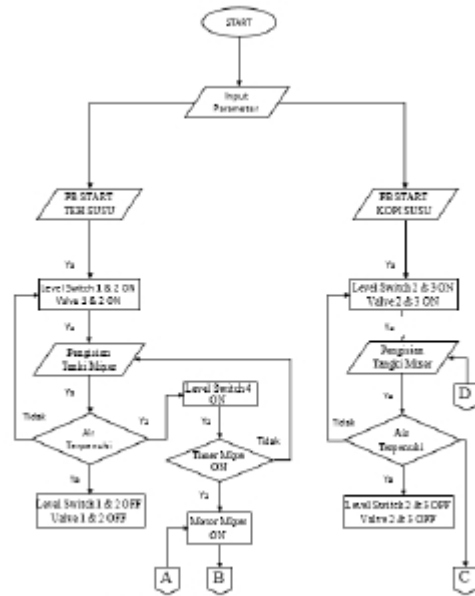 START
Input
Parameter
PB START
TEH SUSU
PB START
KOPI SUSU
Ya
Ya
Level Switch 1 & 2 ON
Valve 1 & 2 ON
Level Switch 2 & 3 ON
Valve 2 & 3 ON
Ya
Ya
Pengisian
Tanki Mixer
Pengisian
Tangki Mixer
D
Ya
Level Switch 4
ON
Ya
Tidak
Air
Terpenuhi
Ya
Ya
Tidak
Tidak
Air
Terpenuhi
Timer Mixer
ON
Ya
Ya
Ya
Level Switch 1 & 2 OFF
Valve 1 & 2 OFF
Motor Mixer
ON
Level Switch 2 & 3 OFF
Valve 2 & 3 OFF
A
B
C